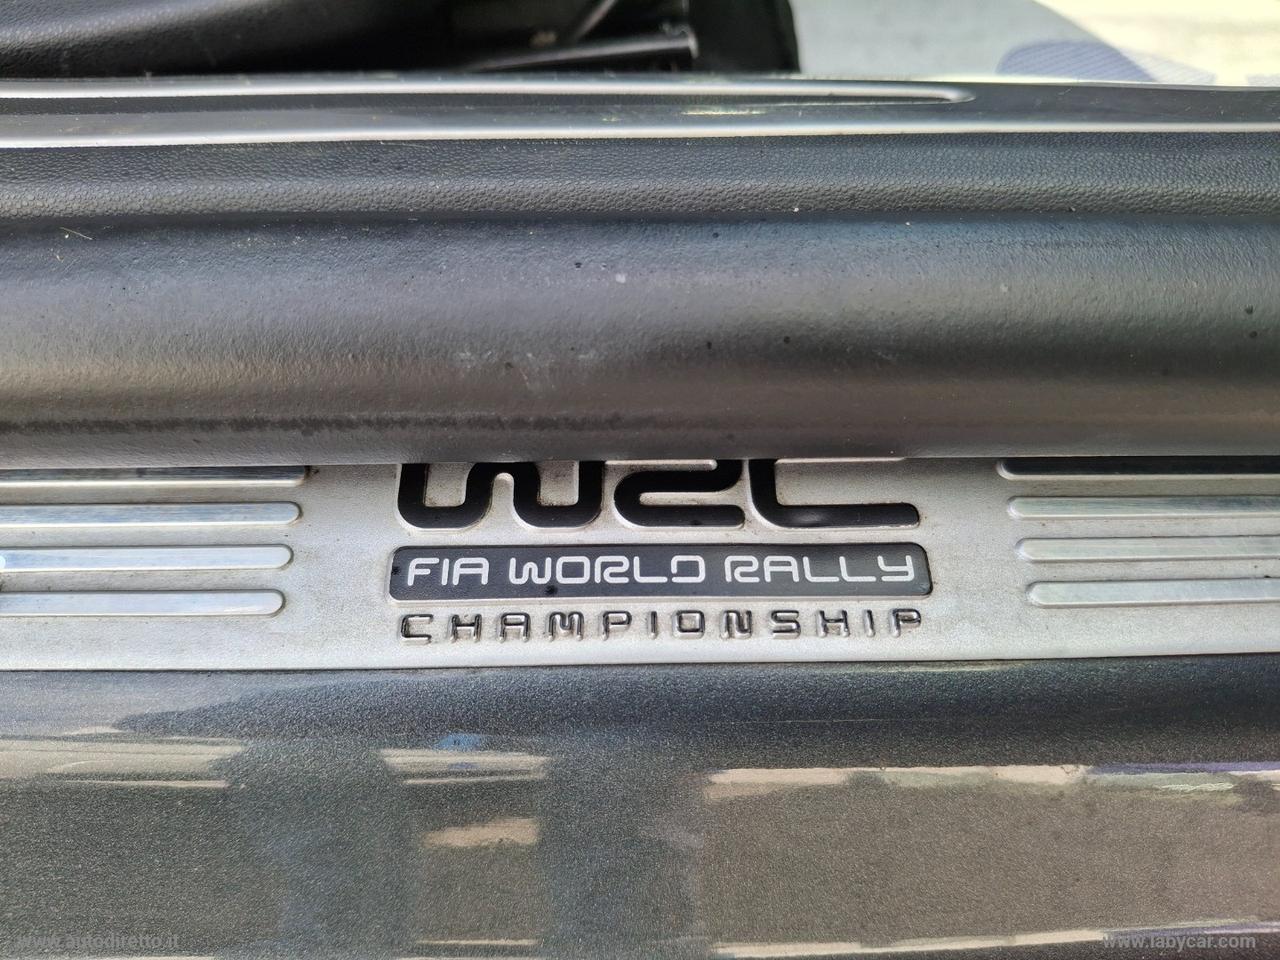 WRC
FIA WORLD RALLY
CHAMPIONSHIP
www.autodiretto.it
www.labycar.com